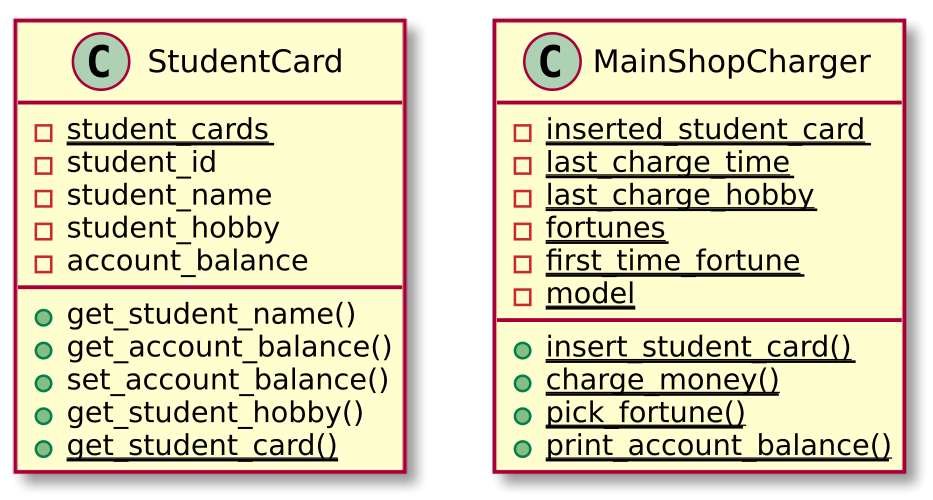 C StudentCard
student_cards
student_id
student_name
student_hobby
account_balance
get_student_name()
get_account_balance()
set_account_balance()
get_student_hobby()
get_student_card()
C MainShopCharger
inserted_student_card
last_charge_time
last_charge_hobby
fortunes
first_time_fortune
model
insert_student_card()
charge_money()
pick_fortune()
print_account_balance()